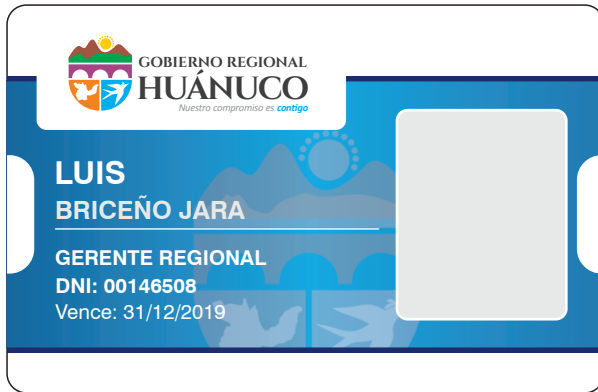 GOBIERNO REGIONAL
HUÁNUCO
Nuestro compromiso es contigo
LUIS
BRICEÑO JARA
GERENTE REGIONAL
DNI: 00146508
Vence: 31/12/2019